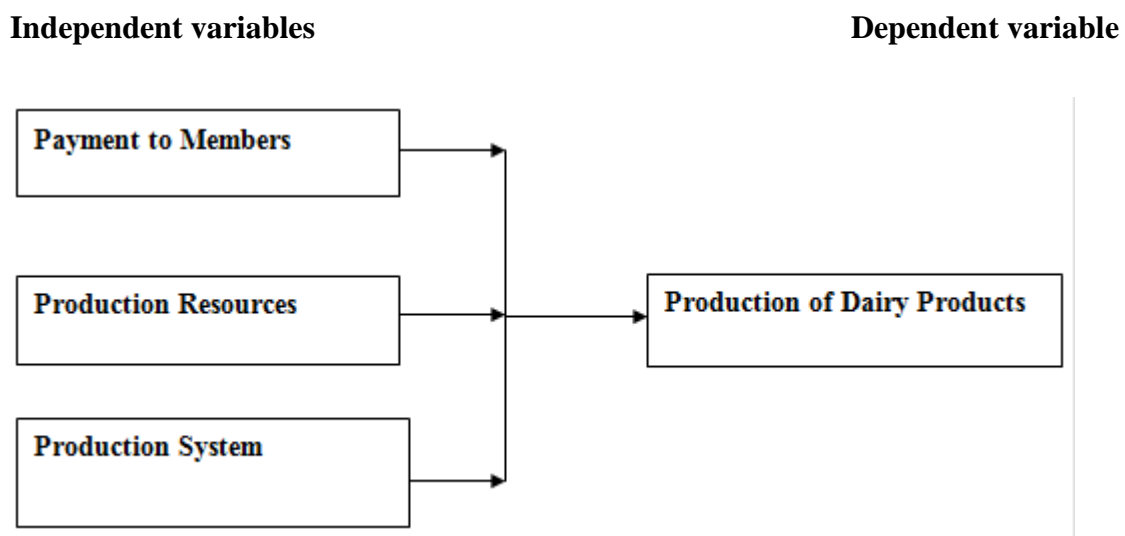 Independent variables
Dependent variable
Payment to Members
Production Resources
Production of Dairy Products
Production System